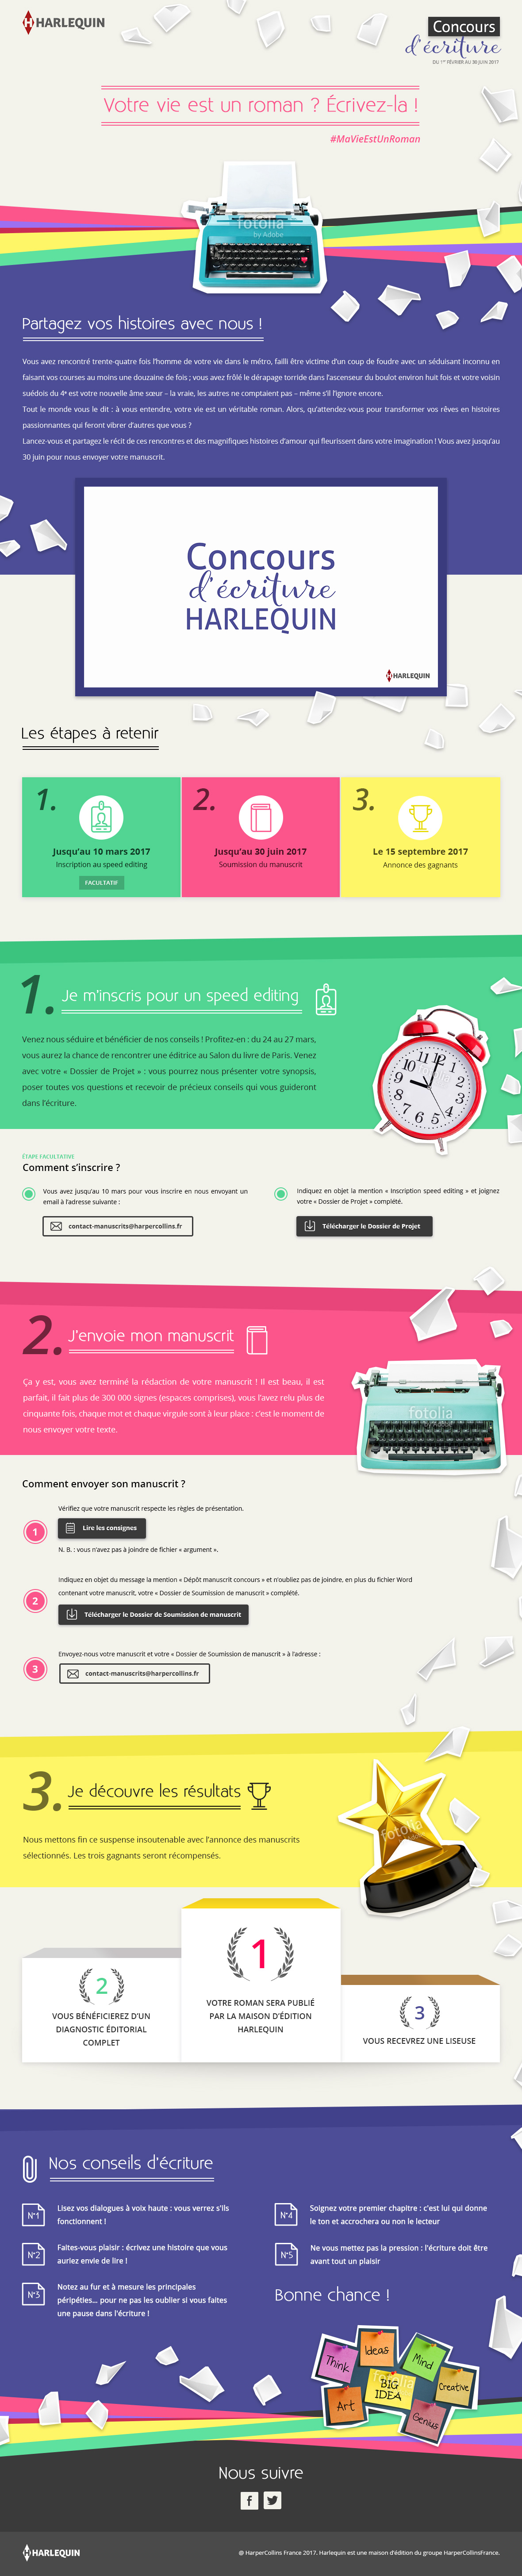 HARLEQUIN
Concours
d'écriture
DU 1er FÉVRIER AU 30 JUIN 2017
Votre vie est un roman ? Écrivez-la !
#MaVieEstUnRoman
fotolia
by Adobe
Partagez vos histoires avec nous !
Vous avez rencontré trente-quatre fois l'homme de votre vie dans le métro, failli être victime d'un coup de foudre avec un séduisant inconnu en
faisant vos courses au moins une douzaine de fois ; vous avez frôlé le dérapage torride dans l'ascenseur du boulot environ huit fois et votre voisin
suédois du 4e est votre nouvelle âme sœur – la vraie, les autres ne comptaient pas – même s'il l'ignore encore.
Tout le monde vous le dit : à vous entendre, votre vie est un véritable roman. Alors, qu'attendez-vous pour transformer vos rêves en histoires
passionnantes qui feront vibrer d'autres que vous ?
Lancez-vous et partagez le récit de ces rencontres et des magnifiques histoires d'amour qui fleurissent dans votre imagination ! Vous avez jusqu'au
30 juin pour nous envoyer votre manuscrit.
Concours
d'écriture
HARLEQUIN
HARLEQUIN
Les étapes à retenir
1.
Jusqu'au 10 mars 2017
Inscription au speed editing
FACULTATIF
2.
Jusqu'au 30 juin 2017
Soumission du manuscrit
3.
Le 15 septembre 2017
Annonce des gagnants
1. Je m'inscris pour un speed editing
Venez nous séduire et bénéficier de nos conseils ! Profitez-en : du 24 au 27 mars,
vous aurez la chance de rencontrer une éditrice au Salon du livre de Paris. Venez
avec votre « Dossier de Projet » : vous pourrez nous présenter votre synopsis,
poser toutes vos questions et recevoir de précieux conseils qui vous guideront
dans l'écriture.
12 1 2 3 4 5 6 7 8 9 10 11
ÉTAPE FACULTATIVE
Comment s'inscrire ?
Vous avez jusqu'au 10 mars pour vous inscrire en nous envoyant un
email à l'adresse suivante :
contact-manuscrits@harpercollins.fr
Indiquez en objet la mention « Inscription speed editing » et joignez
votre « Dossier de Projet » complété.
Télécharger le Dossier de Projet
2. J'envoie mon manuscrit
Ça y est, vous avez terminé la rédaction de votre manuscrit ! Il est beau, il est
parfait, il fait plus de 300 000 signes (espaces comprises), vous l'avez relu plus de
cinquante fois, chaque mot et chaque virgule sont à leur place : c'est le moment de
nous envoyer votre texte.
fotolia
Comment envoyer son manuscrit ?
1
Vérifiez que votre manuscrit respecte les règles de présentation.
Lire les consignes
N. B. : vous n'avez pas à joindre de fichier « argument ».
2
Indiquez en objet du message la mention « Dépôt manuscrit concours » et n'oubliez pas de joindre, en plus du fichier Word
contenant votre manuscrit, votre « Dossier de Soumission de manuscrit » complété.
Télécharger le Dossier de Soumission de manuscrit
3
Envoyez-nous votre manuscrit et votre « Dossier de Soumission de manuscrit » à l'adresse :
contact-manuscrits@harpercollins.fr
3. Je découvre les résultats
Nous mettons fin ce suspense insoutenable avec l'annonce des manuscrits
sélectionnés. Les trois gagnants seront récompensés.
fotolia
2
VOUS BÉNÉFICIEREZ D'UN
DIAGNOSTIC ÉDITORIAL
COMPLET
1
VOTRE ROMAN SERA PUBLIÉ
PAR LA MAISON D'ÉDITION
HARLEQUIN
3
VOUS RECEVREZ UNE LISEUSE
Nos conseils d'écriture
N°1
Lisez vos dialogues à voix haute : vous verrez s'ils
fonctionnent !
N°2
Faites-vous plaisir : écrivez une histoire que vous
auriez envie de lire !
N°3
Notez au fur et à mesure les principales
péripéties... pour ne pas les oublier si vous faites
une pause dans l'écriture !
N°4
Soignez votre premier chapitre : c'est lui qui donne
le ton et accrochera ou non le lecteur
N°5
Ne vous mettez pas la pression : l'écriture doit être
avant tout un plaisir
Bonne chance !
Think
Ideas
Mind
BIG
IDEA
Creative
Art
Genius
Nous suivre
HARLEQUIN
@ HarperCollins France 2017. Harlequin est une maison d'édition du groupe HarperCollinsFrance.